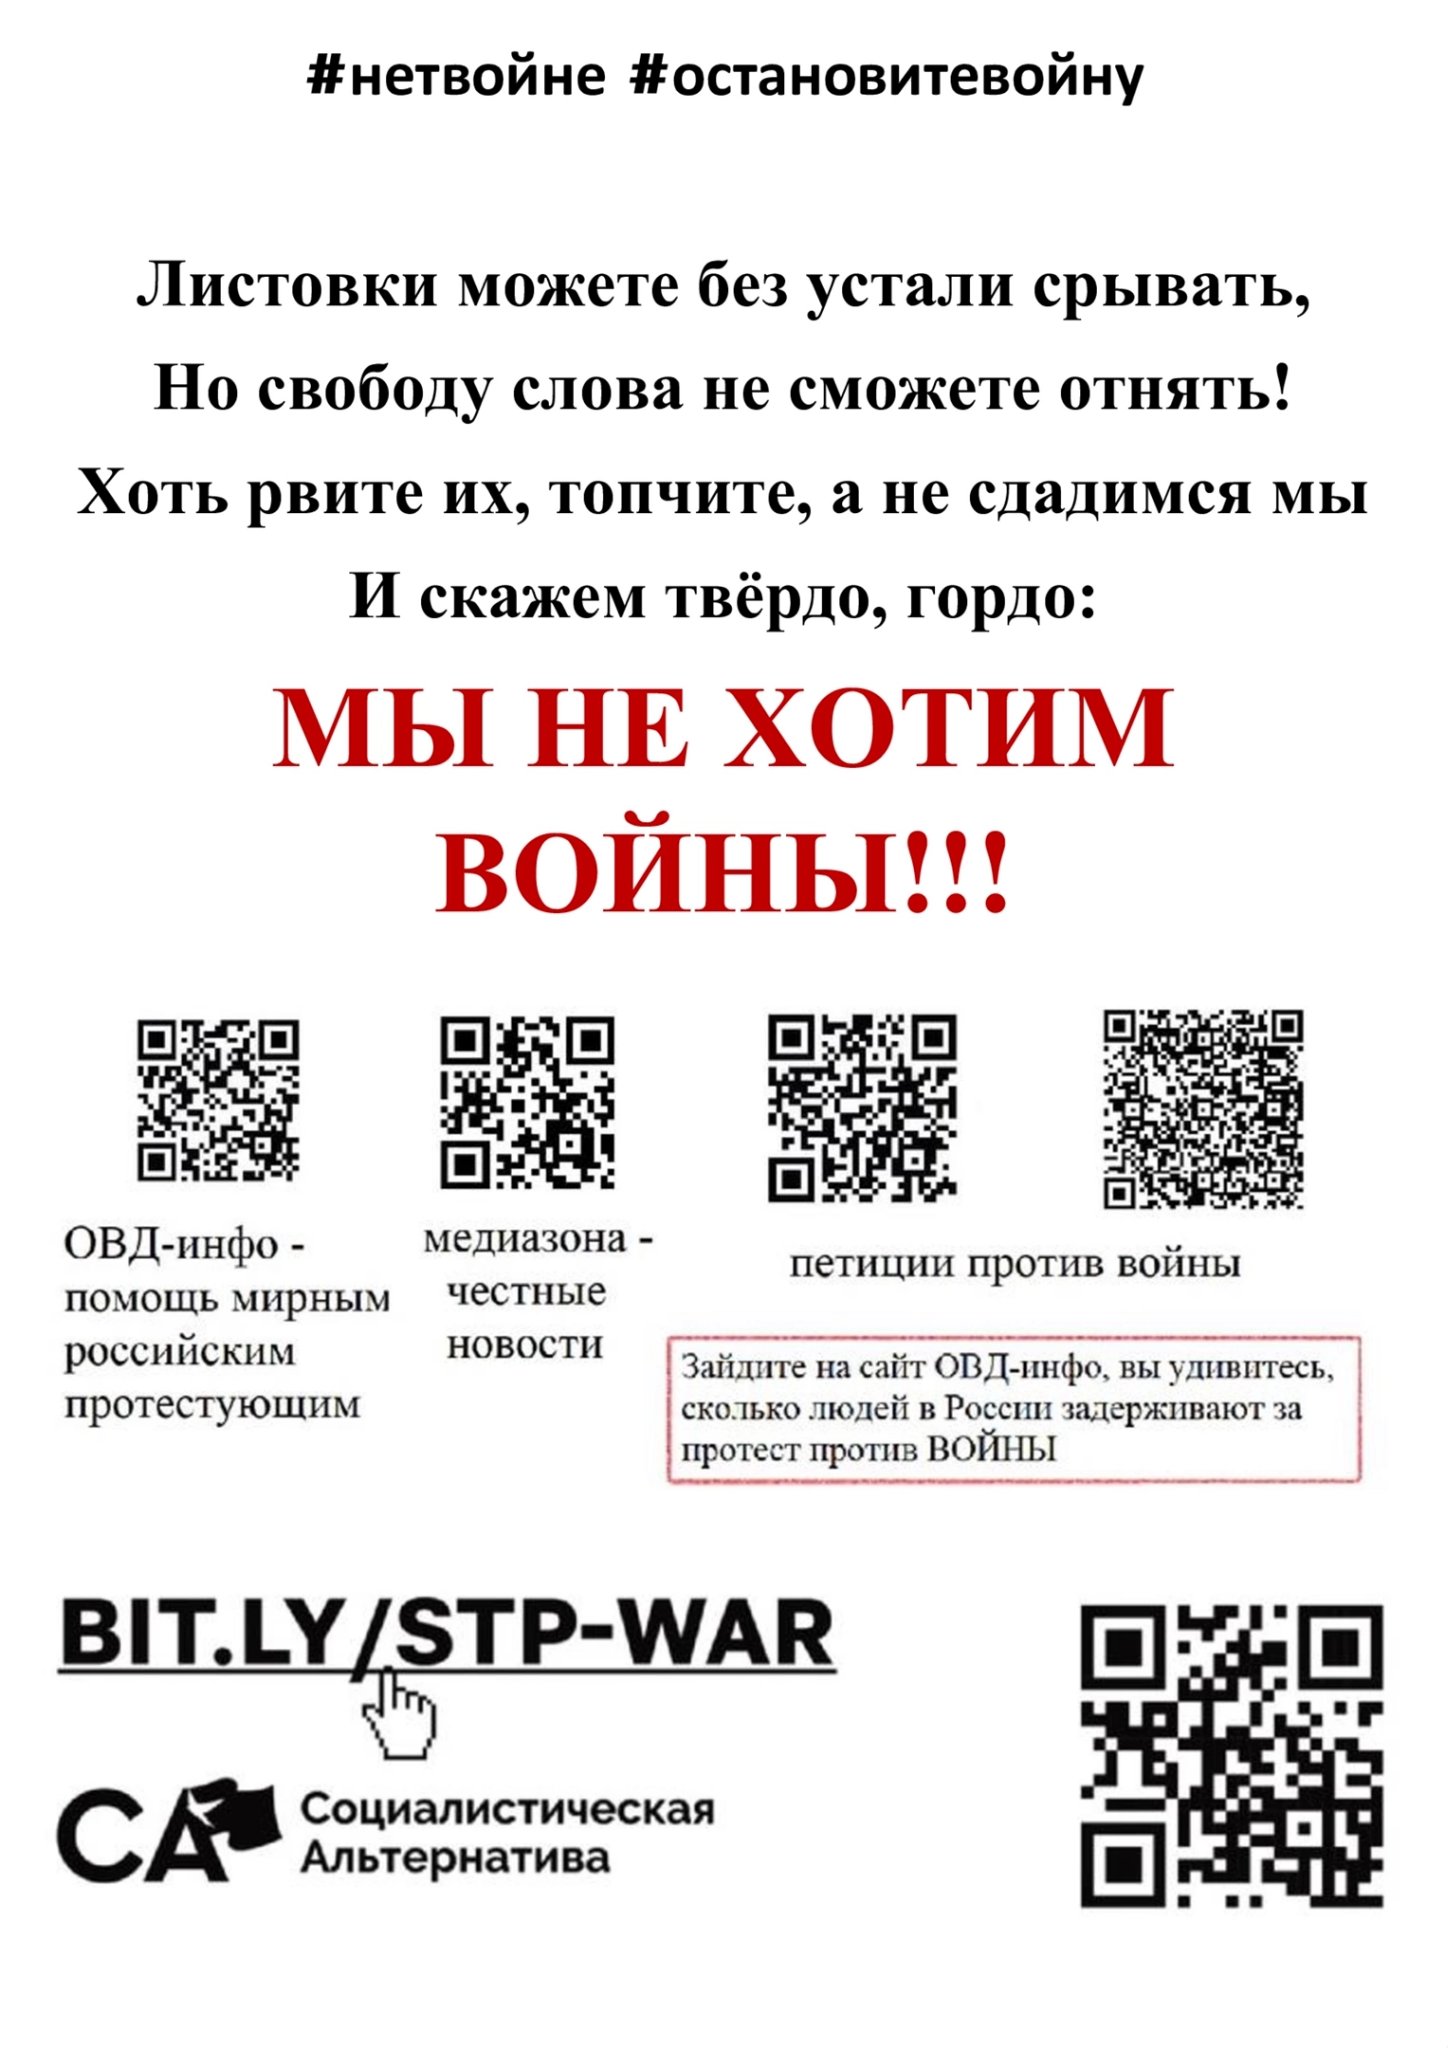 #нетвойне #остановитевойну
Листовки можете без устали срывать,
Но свободу слова не сможете отнять!
Хоть рвите их, топчите, а не сдадимся мы
И скажем твёрдо, гордо:
МЫ НЕ ХОТИМ
ВОЙНЫ!!!
ОВД-инфо -
помощь мирным
российским
протестующим
медиазона -
честные
новости
петиции против войны
Зайдите на сайт ОВД-инфо, вы удивитесь,
сколько людей в России задерживают за
протест против ВОЙНЫ
BIT.LY/STP-WAR
СА
Социалистическая
Альтернатива